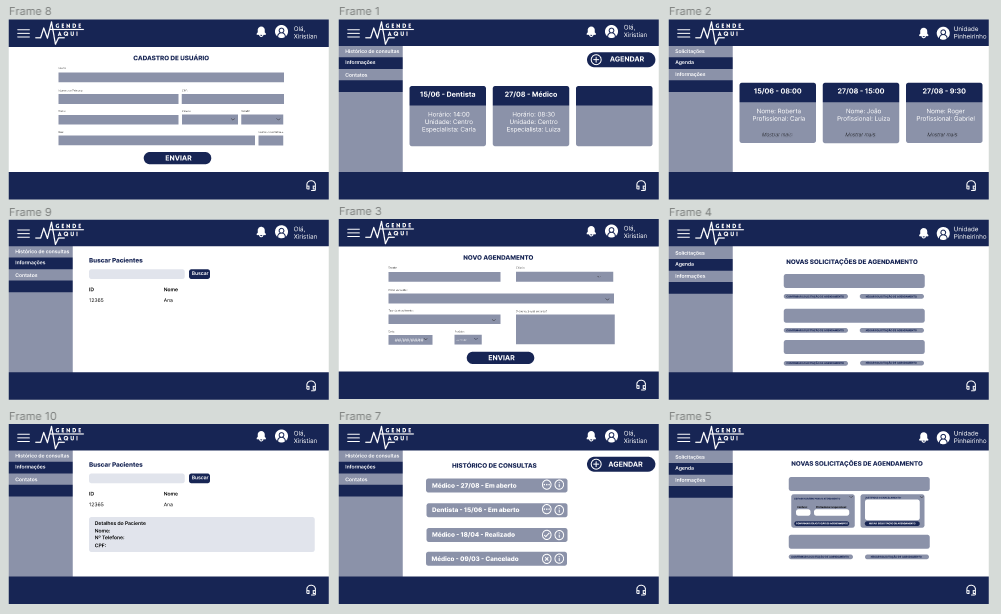 Frame 8
AGENDE
AQUI
Olá,
Xiristian
CADASTRO DE USUÁRIO
ENVIAR
Frame 1
AGENDE
AQUI
Olá,
Xiristian
Histórico de consultas
Informações
Contatos
AGENDAR
15/06 - Dentista
Horário: 14:00
Unidade: Centro
Especialista: Carla
27/08 - Médico
Horário: 08:30
Unidade: Centro
Especialista: Luiza
Frame 2
AGENDE
AQUI
Unidade
Pinheirinho
Solicitações
Agenda
Informações
15/06 - 08:00
Nome: Roberta
Profissional: Carla
Mostrar mais
27/08 - 15:00
Nome: João
Profissional: Luiza
Mostrar mais
27/08 - 9:30
Nome: Roger
Profissional: Gabriel
Mostrar mais
Frame 9
AGENDE
AQUI
Olá,
Xiristian
Histórico de consultas
Informações
Contatos
Buscar Pacientes
Buscar
ID Nome
12365 Ana
Frame 3
AGENDE
AQUI
Olá,
Xiristian
NOVO AGENDAMENTO
ENVIAR
Frame 4
AGENDE
AQUI
Unidade
Pinheirinho
Solicitações
Agenda
Informações
NOVAS SOLICITAÇÕES DE AGENDAMENTO
Frame 10
AGENDE
AQUI
Olá,
Xiristian
Histórico de consultas
Informações
Contatos
Buscar Pacientes
Buscar
ID Nome
12365 Ana
Detalhes do Paciente
Nome:
Nº Telefone:
CPF:
Frame 7
AGENDE
AQUI
Olá,
Xiristian
Histórico de consultas
Informações
Contatos
AGENDAR
HISTÓRICO DE CONSULTAS
Médico - 27/08 - Em aberto
Dentista - 15/06 - Em aberto
Médico - 18/04 - Realizado
Médico - 09/03 - Cancelado
Frame 5
AGENDE
AQUI
Unidade
Pinheirinho
Solicitações
Agenda
Informações
NOVAS SOLICITAÇÕES DE AGENDAMENTO